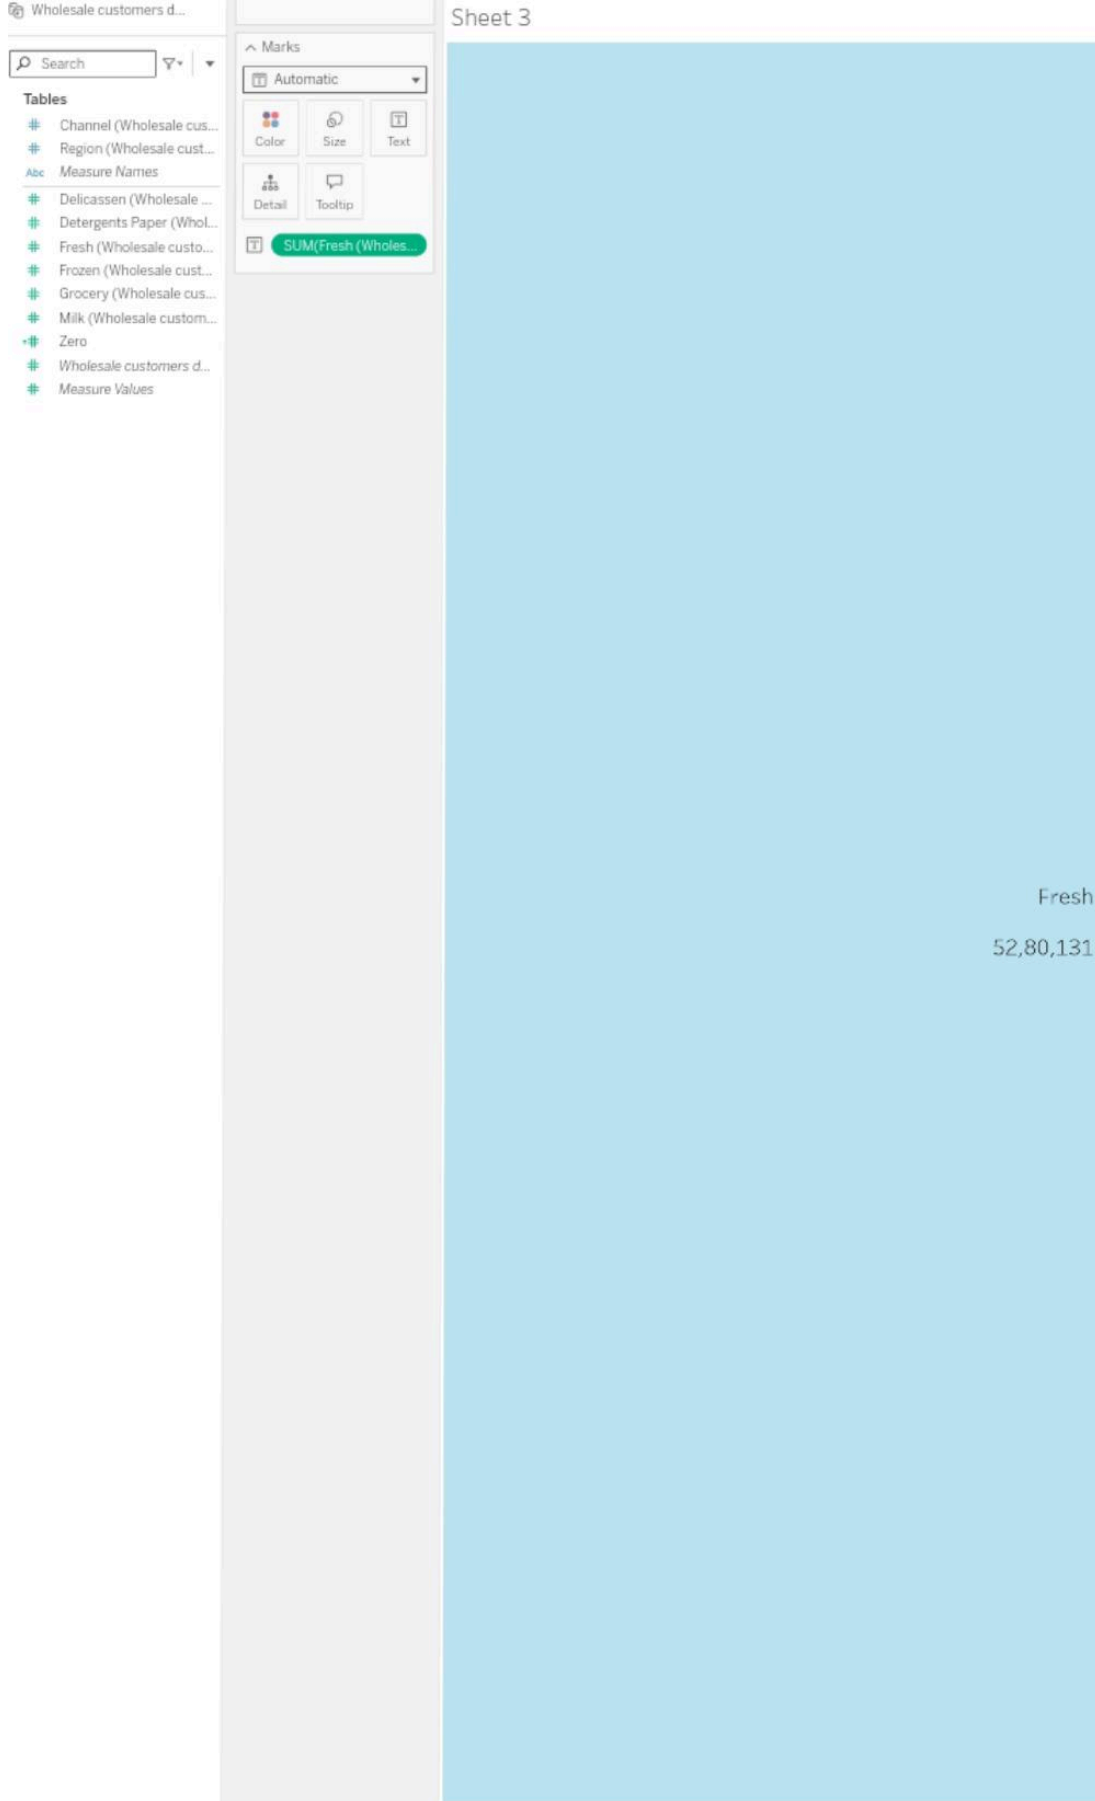 Wholesale customers d...
Search
Tables
Channel (Wholesale cus...
Region (Wholesale cust...
Abc Measure Names
Delicassen (Wholesale ...
Detergents Paper (Whol...
Fresh (Wholesale custo...
Frozen (Wholesale cust...
Grocery (Wholesale cus...
Milk (Wholesale custom...
Zero
Wholesale customers d...
Measure Values
Marks
Automatic
Color Size Text
Detail Tooltip
SUM(Fresh (Wholes...
Sheet 3
Fresh
52,80,131